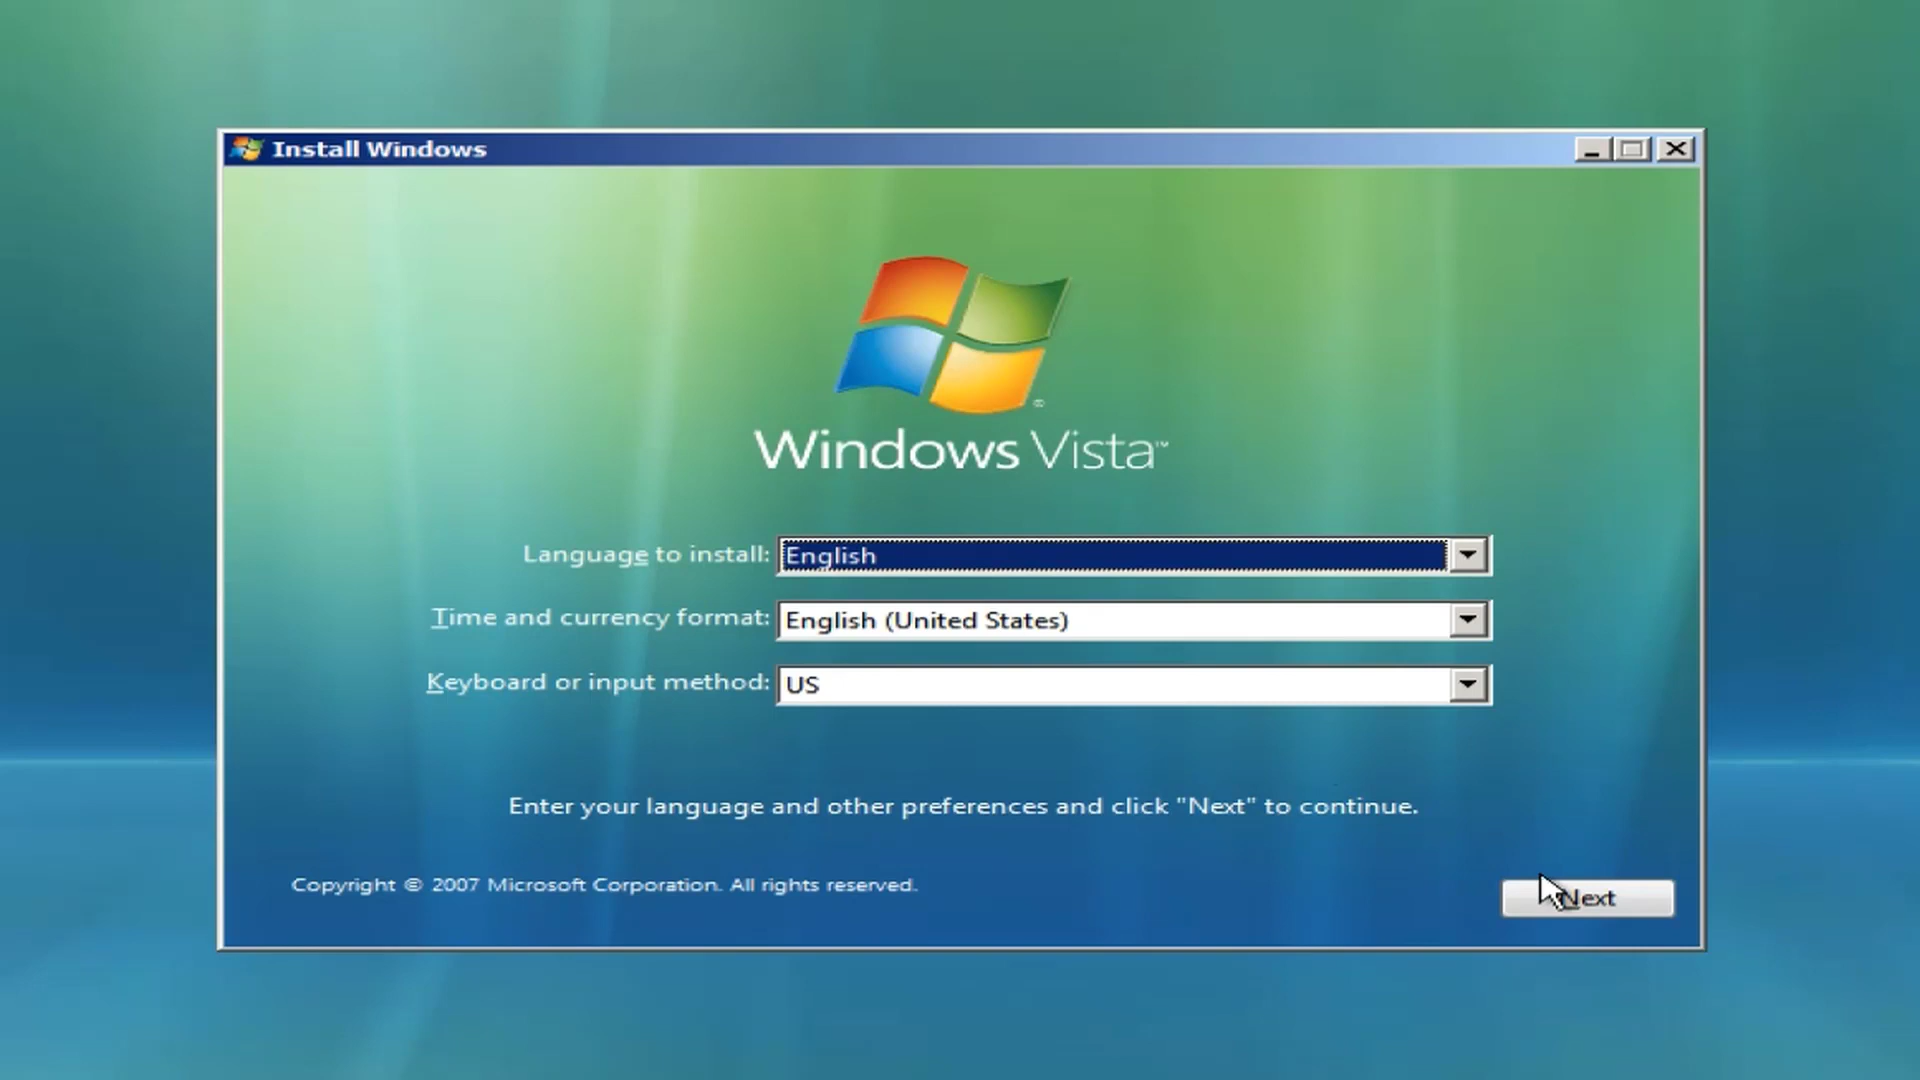 Install Windows
Windows Vista™
Language to install: English
Time and currency format: English (United States)
Keyboard or input method: US
Enter your language and other preferences and click "Next" to continue.
Copyright © 2007 Microsoft Corporation. All rights reserved.
Next